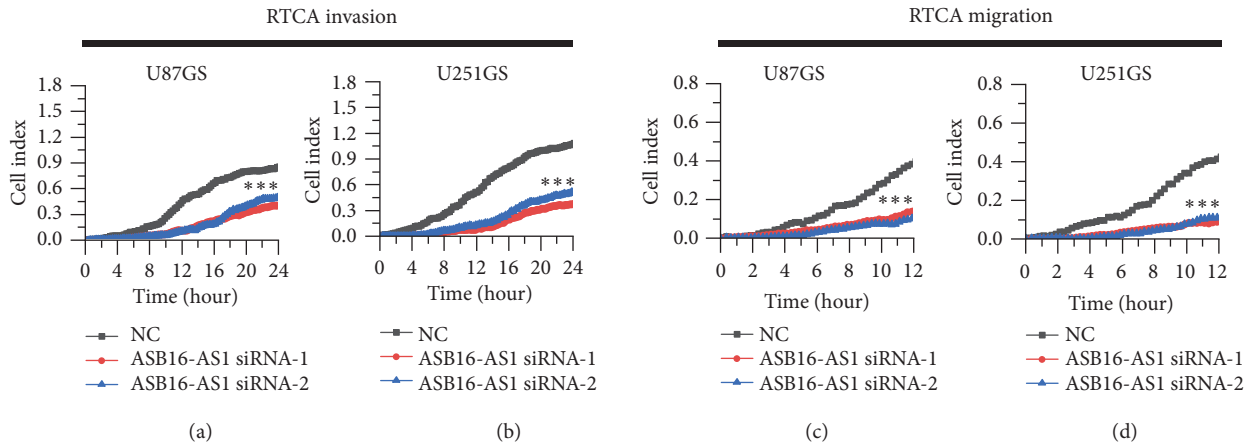 RTCA invasion
RTCA migration
U87GS
1.8
1.5
1.2
0.9
0.6
0.3
0.0
Cell index
***
0 4 8 12 16 20 24
Time (hour)
NC
ASB16-AS1 siRNA-1
ASB16-AS1 siRNA-2
(a)
U251GS
1.8
1.5
1.2
0.9
0.6
0.3
0.0
Cell index
***
0 4 8 12 16 20 24
Time (hour)
NC
ASB16-AS1 siRNA-1
ASB16-AS1 siRNA-2
(b)
U87GS
0.8
0.6
0.4
0.2
0.0
Cell index
***
0 2 4 6 8 10 12
Time (hour)
NC
ASB16-AS1 siRNA-1
ASB16-AS1 siRNA-2
(c)
U251GS
0.8
0.6
0.4
0.2
0.0
Cell index
***
0 2 4 6 8 10 12
Time (hour)
NC
ASB16-AS1 siRNA-1
ASB16-AS1 siRNA-2
(d)